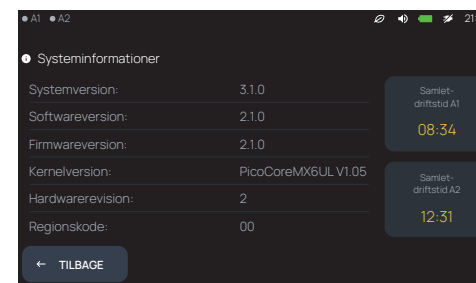 A1 A2 21:
Systeminformationer
Systemversion: 3.1.0
Softwareversion: 2.1.0
Firmwareversion: 2.1.0
Kernelversion: PicoCoreMX6UL V1.05
Hardwarerevision: 2
Regionskode: 00
Samlet-
driftstid A1
08:34
Samlet-
driftstid A2
12:31
← TILBAGE